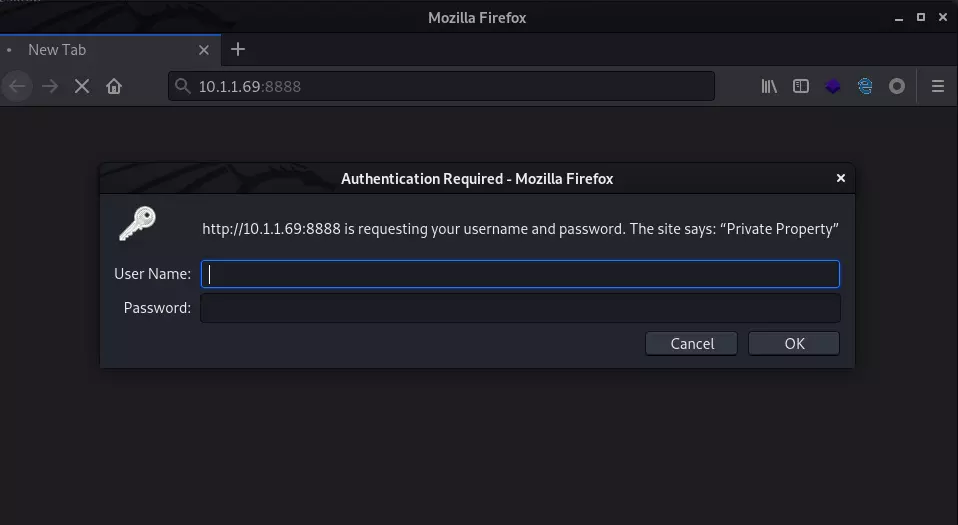 Mozilla Firefox
New Tab
10.1.1.69:8888
Authentication Required - Mozilla Firefox
http://10.1.1.69:8888 is requesting your username and password. The site says: “Private Property”
User Name:
Password:
Cancel OK